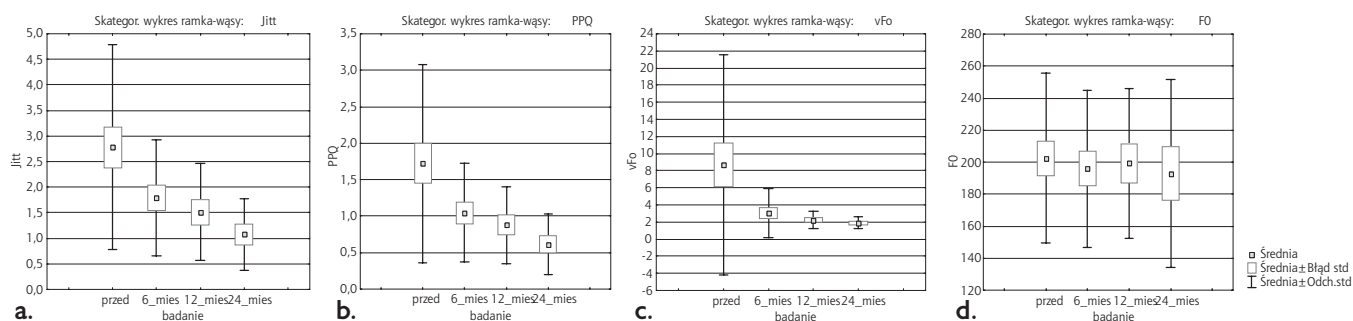 Skategor. wykres ramka-wąsy: Jitt
5,0
4,5
4,0
3,5
3,0
2,5
2,0
1,5
1,0
0,5
0,0
Jitt
przed 6_mies 12_mies 24_mies
badanie
a.
Skategor. wykres ramka-wąsy: PPQ
3,5
3,0
2,5
2,0
1,5
1,0
0,5
0,0
PPQ
przed 6_mies 12_mies 24_mies
badanie
b.
Skategor. wykres ramka-wąsy: vFo
24
22
20
18
16
14
12
10
8
6
4
2
0
-2
-4
-6
vFo
przed 6_mies 12_mies 24_mies
badanie
c.
Skategor. wykres ramka-wąsy: F0
280
260
240
220
200
180
160
140
120
F0
przed 6_mies 12_mies 24_mies
badanie
d.
Średnia
Średnia±Błąd std
Średnia±Odch.std